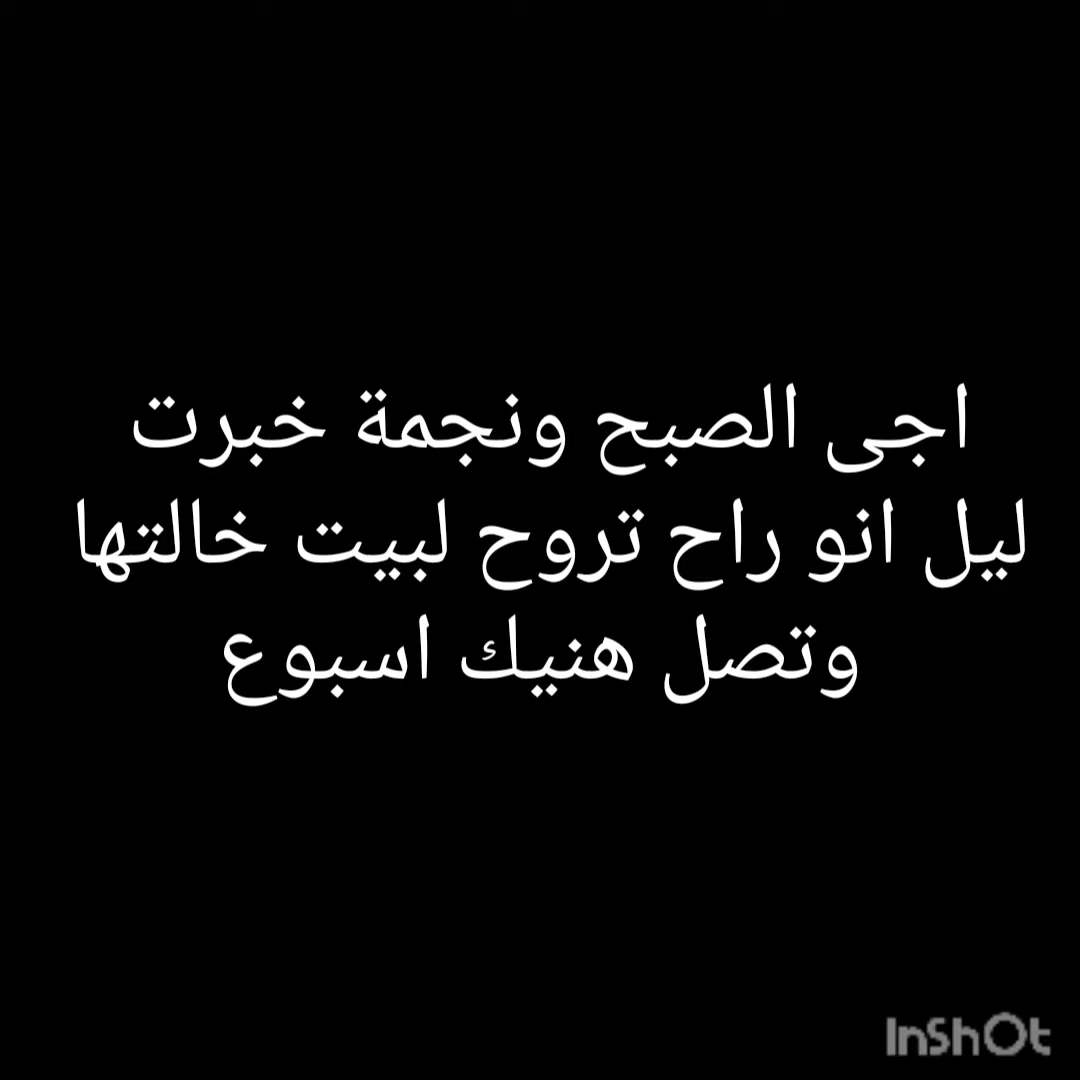 اجى الصبح ونجمة خبرت
ليل انو راح تروح لبيت خالتها
وتصل هنيك اسبوع
InShOt